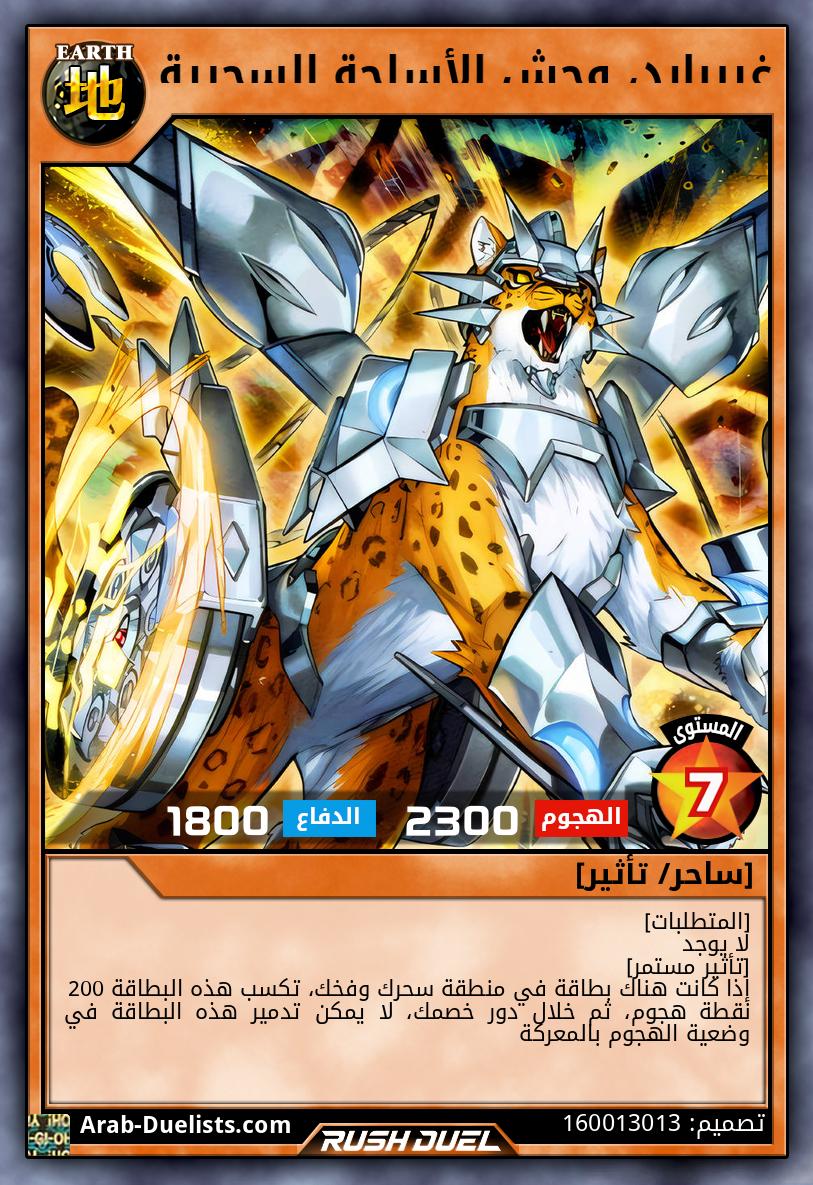 EARTH
地
وحش الأسلحة السحرية
المستوى
7
الهجوم 2300 الدفاع 1800
[ساحر/ تأثير]
[المتطلبات]
لا يوجد
[تأثير مستمر]
إذا كانت هناك بطاقة في منطقة سحرك وفخك، تكسب هذه البطاقة 200
نقطة هجوم، ثم خلال دور خصمك، لا يمكن تدمير هذه البطاقة في
وضعية الهجوم بالمعركة
تصميم: 160013013
Arab-Duelists.com
RUSH DUEL